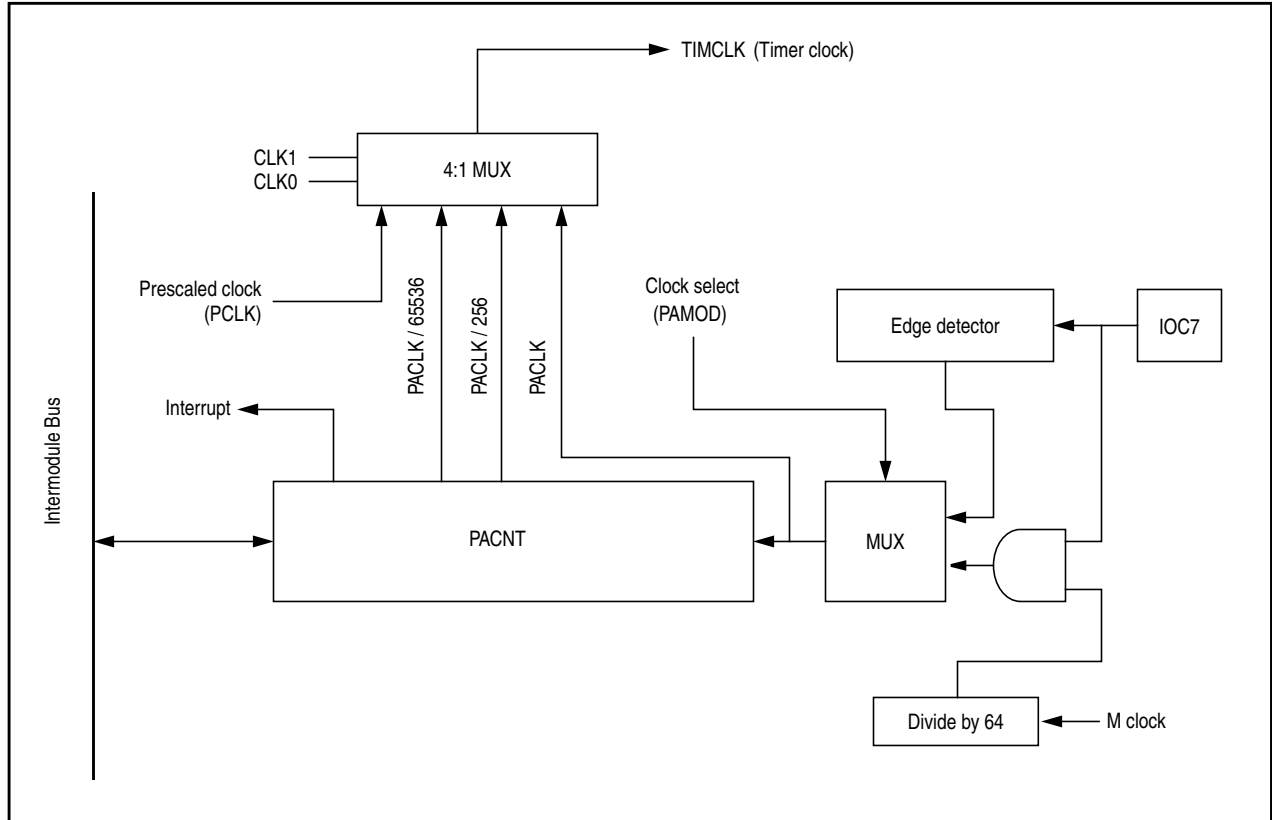 TIMCLK (Timer clock)
CLK1
CLK0
4:1 MUX
Prescaled clock
(PCLK)
PACLK / 65536
PACLK / 256
PACLK
Clock select
(PAMOD)
Edge detector
IOC7
Interrupt
Intermodule Bus
PACNT
MUX
Divide by 64
M clock